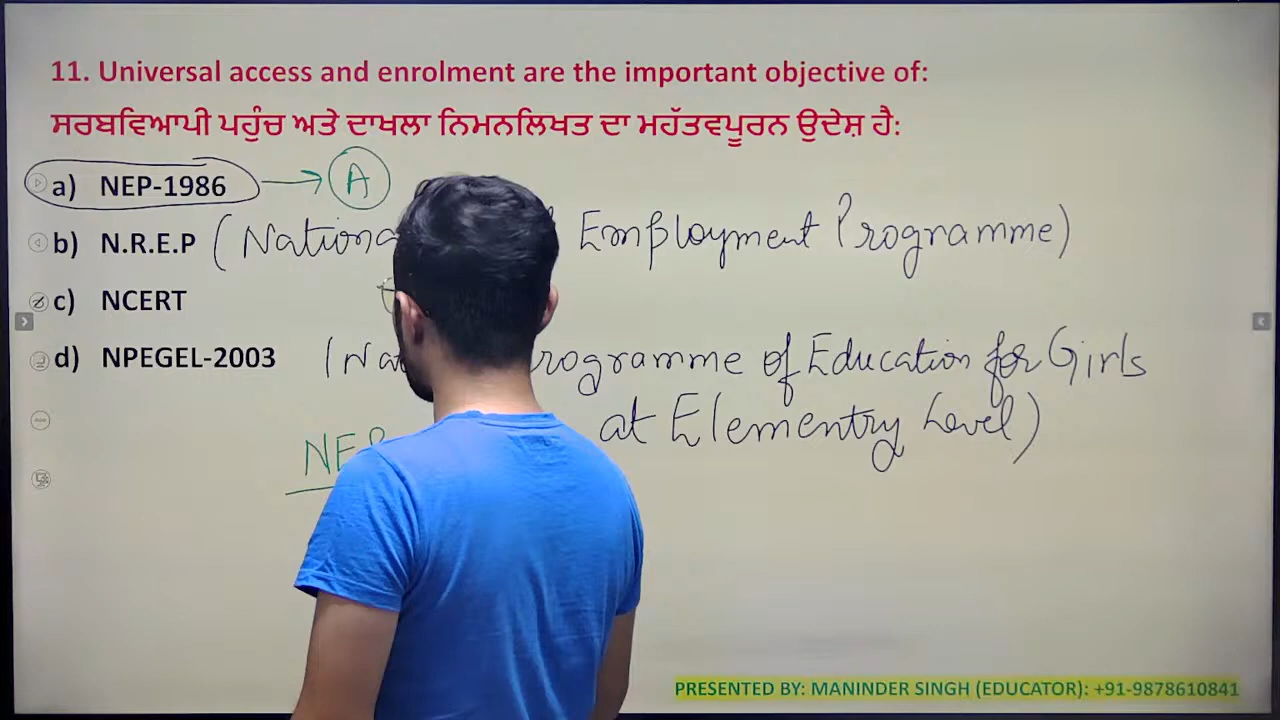 11. Universal access and enrolment are the important objective of:
ਸਰਬਵਿਆਪੀ ਪਹੁੰਚ ਅਤੇ ਦਾਖਲਾ ਨਿਮਨਲਿਖਤ ਦਾ ਮਹੱਤਵਪੂਰਨ ਉਦੇਸ਼ ਹੈ:
a) NEP-1986 → A
b) N.R.E.P (Employment Programme)
c) NCERT
d) NPEGEL-2003 (of Education for Girls
at Elementry Level)
PRESENTED BY: MANINDER SINGH (EDUCATOR): +91-9878610841